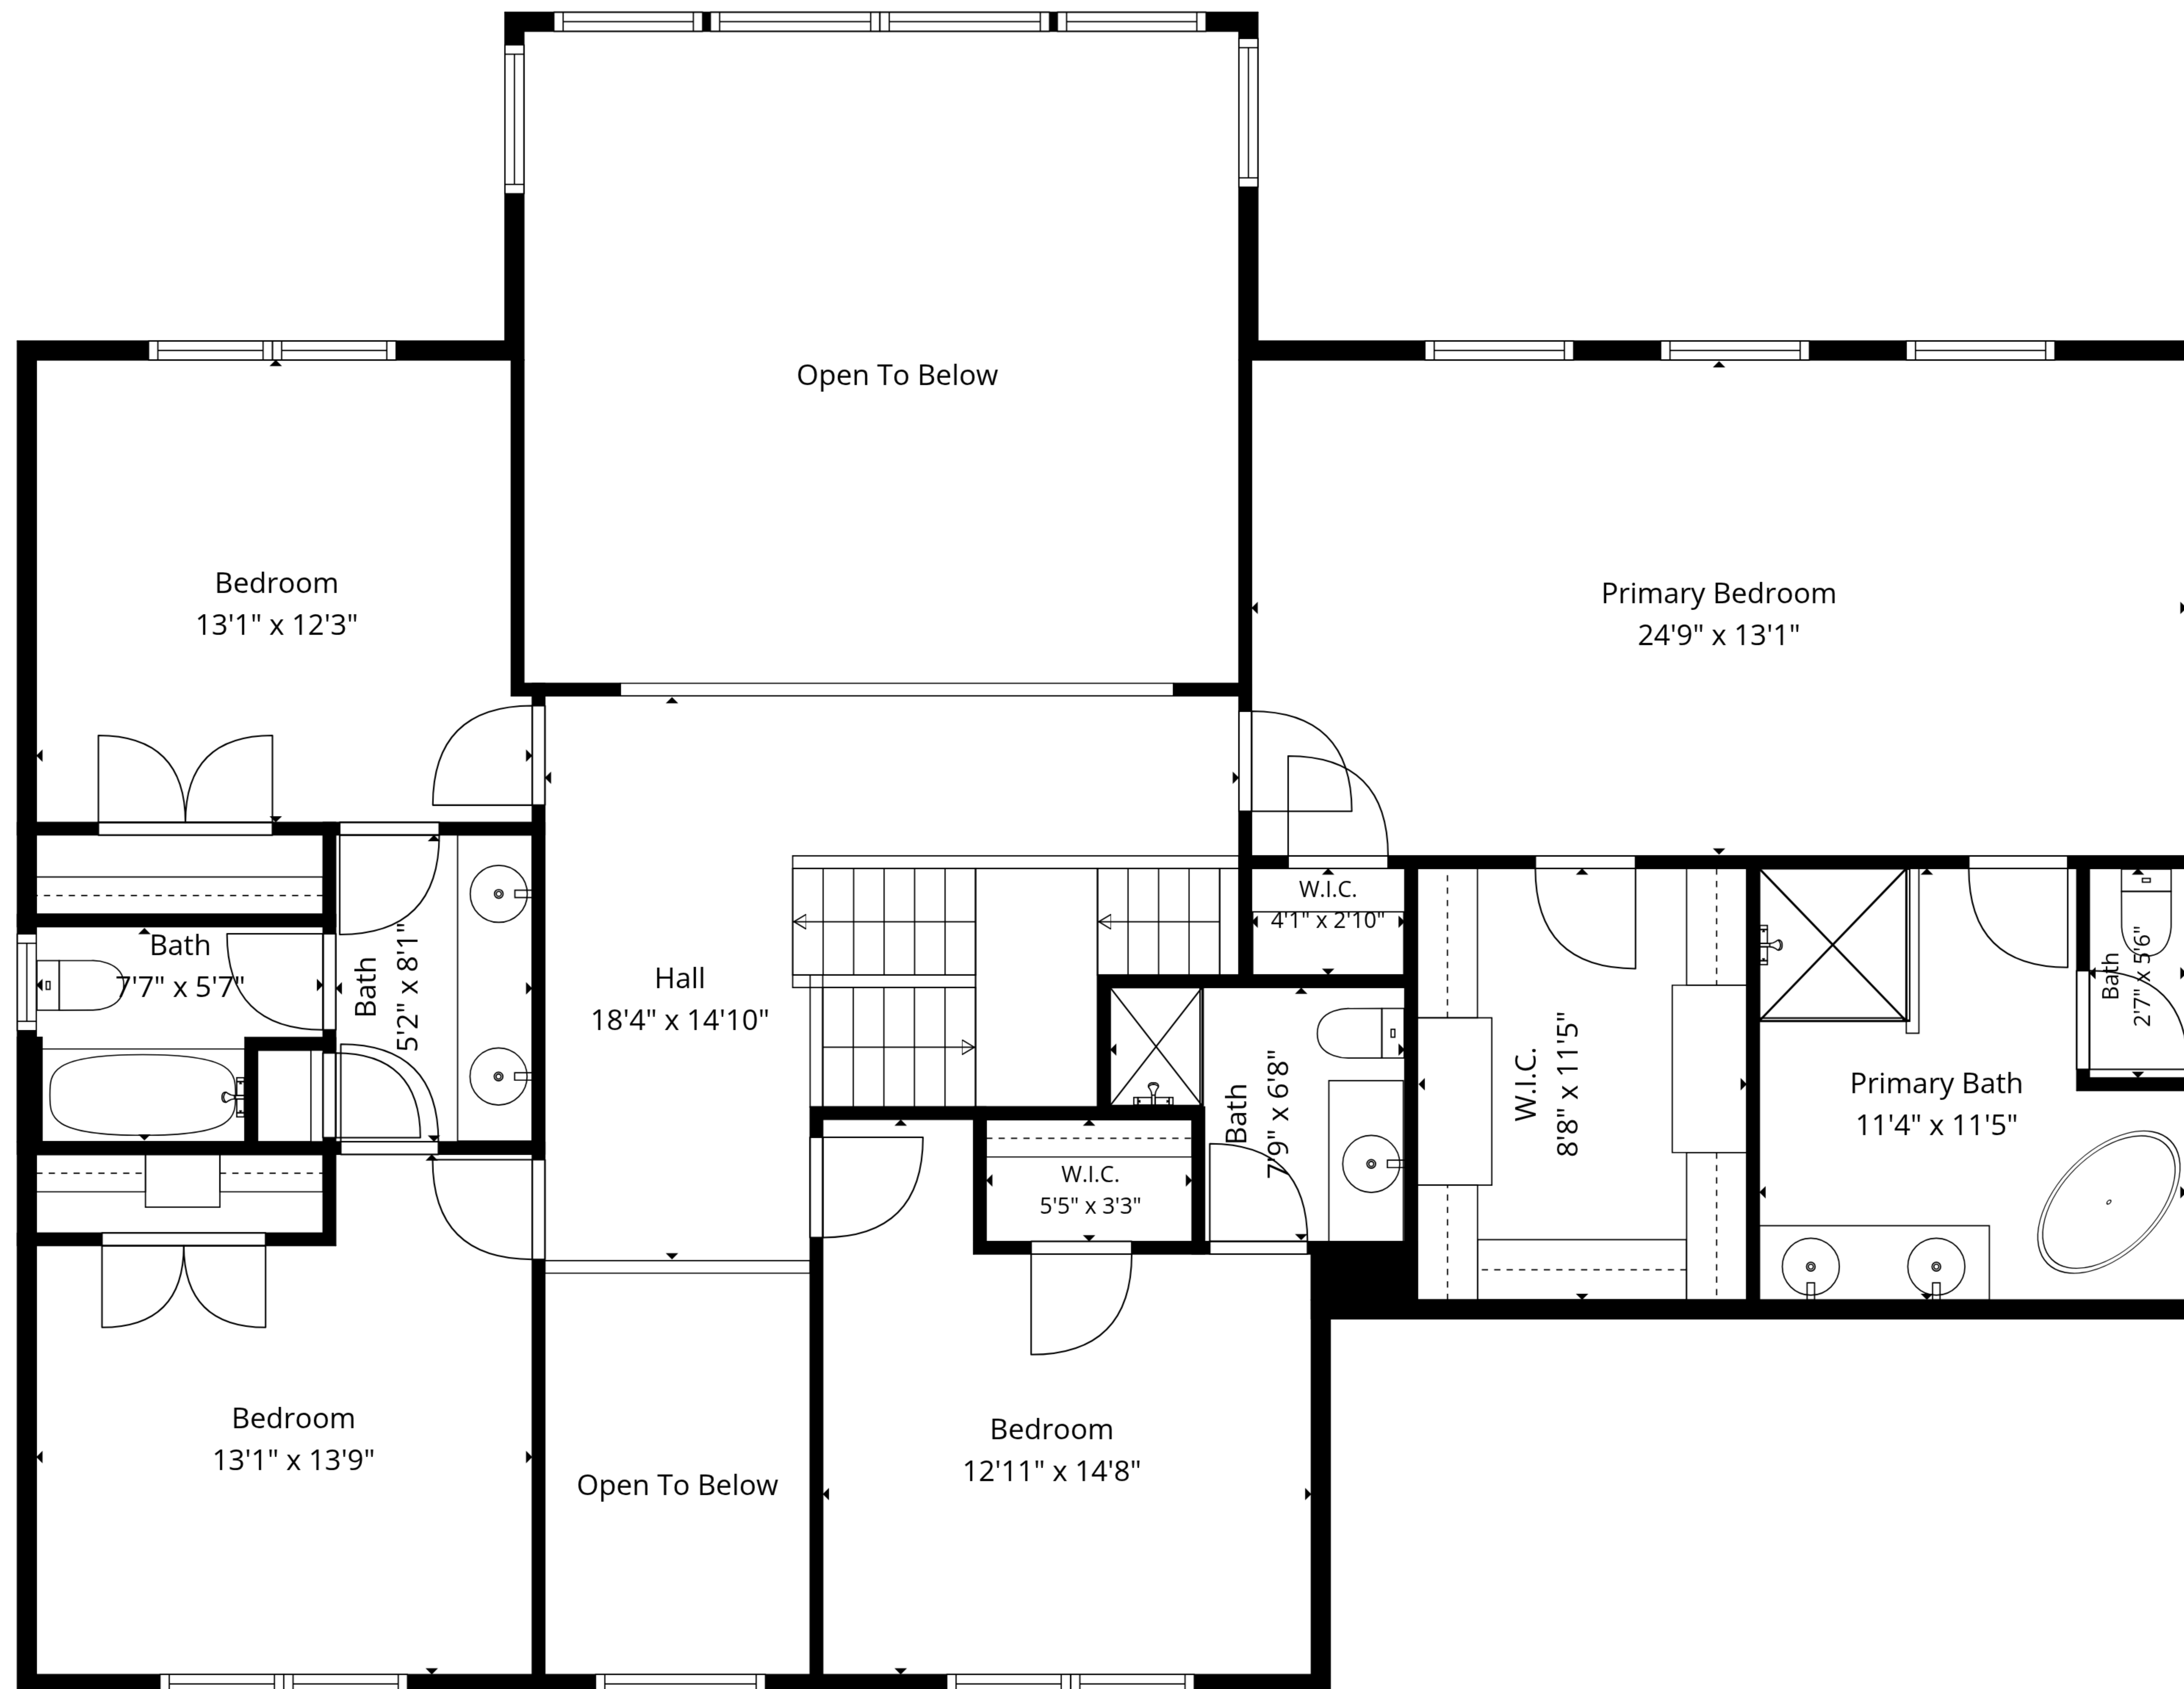 Open To Below
Bedroom
13'1" x 12'3"
Primary Bedroom
24'9" x 13'1"
W.I.C.
4'1" x 2'10"
Bath
7'7" x 5'7"
Bath
5'2" x 8'1"
Hall
18'4" x 14'10"
Bath
7'9" x 6'8"
W.I.C.
8'8" x 11'5"
Primary Bath
11'4" x 11'5"
Bath
2'7" x 5'6"
W.I.C.
5'5" x 3'3"
Bedroom
13'1" x 13'9"
Open To Below
Bedroom
12'11" x 14'8"